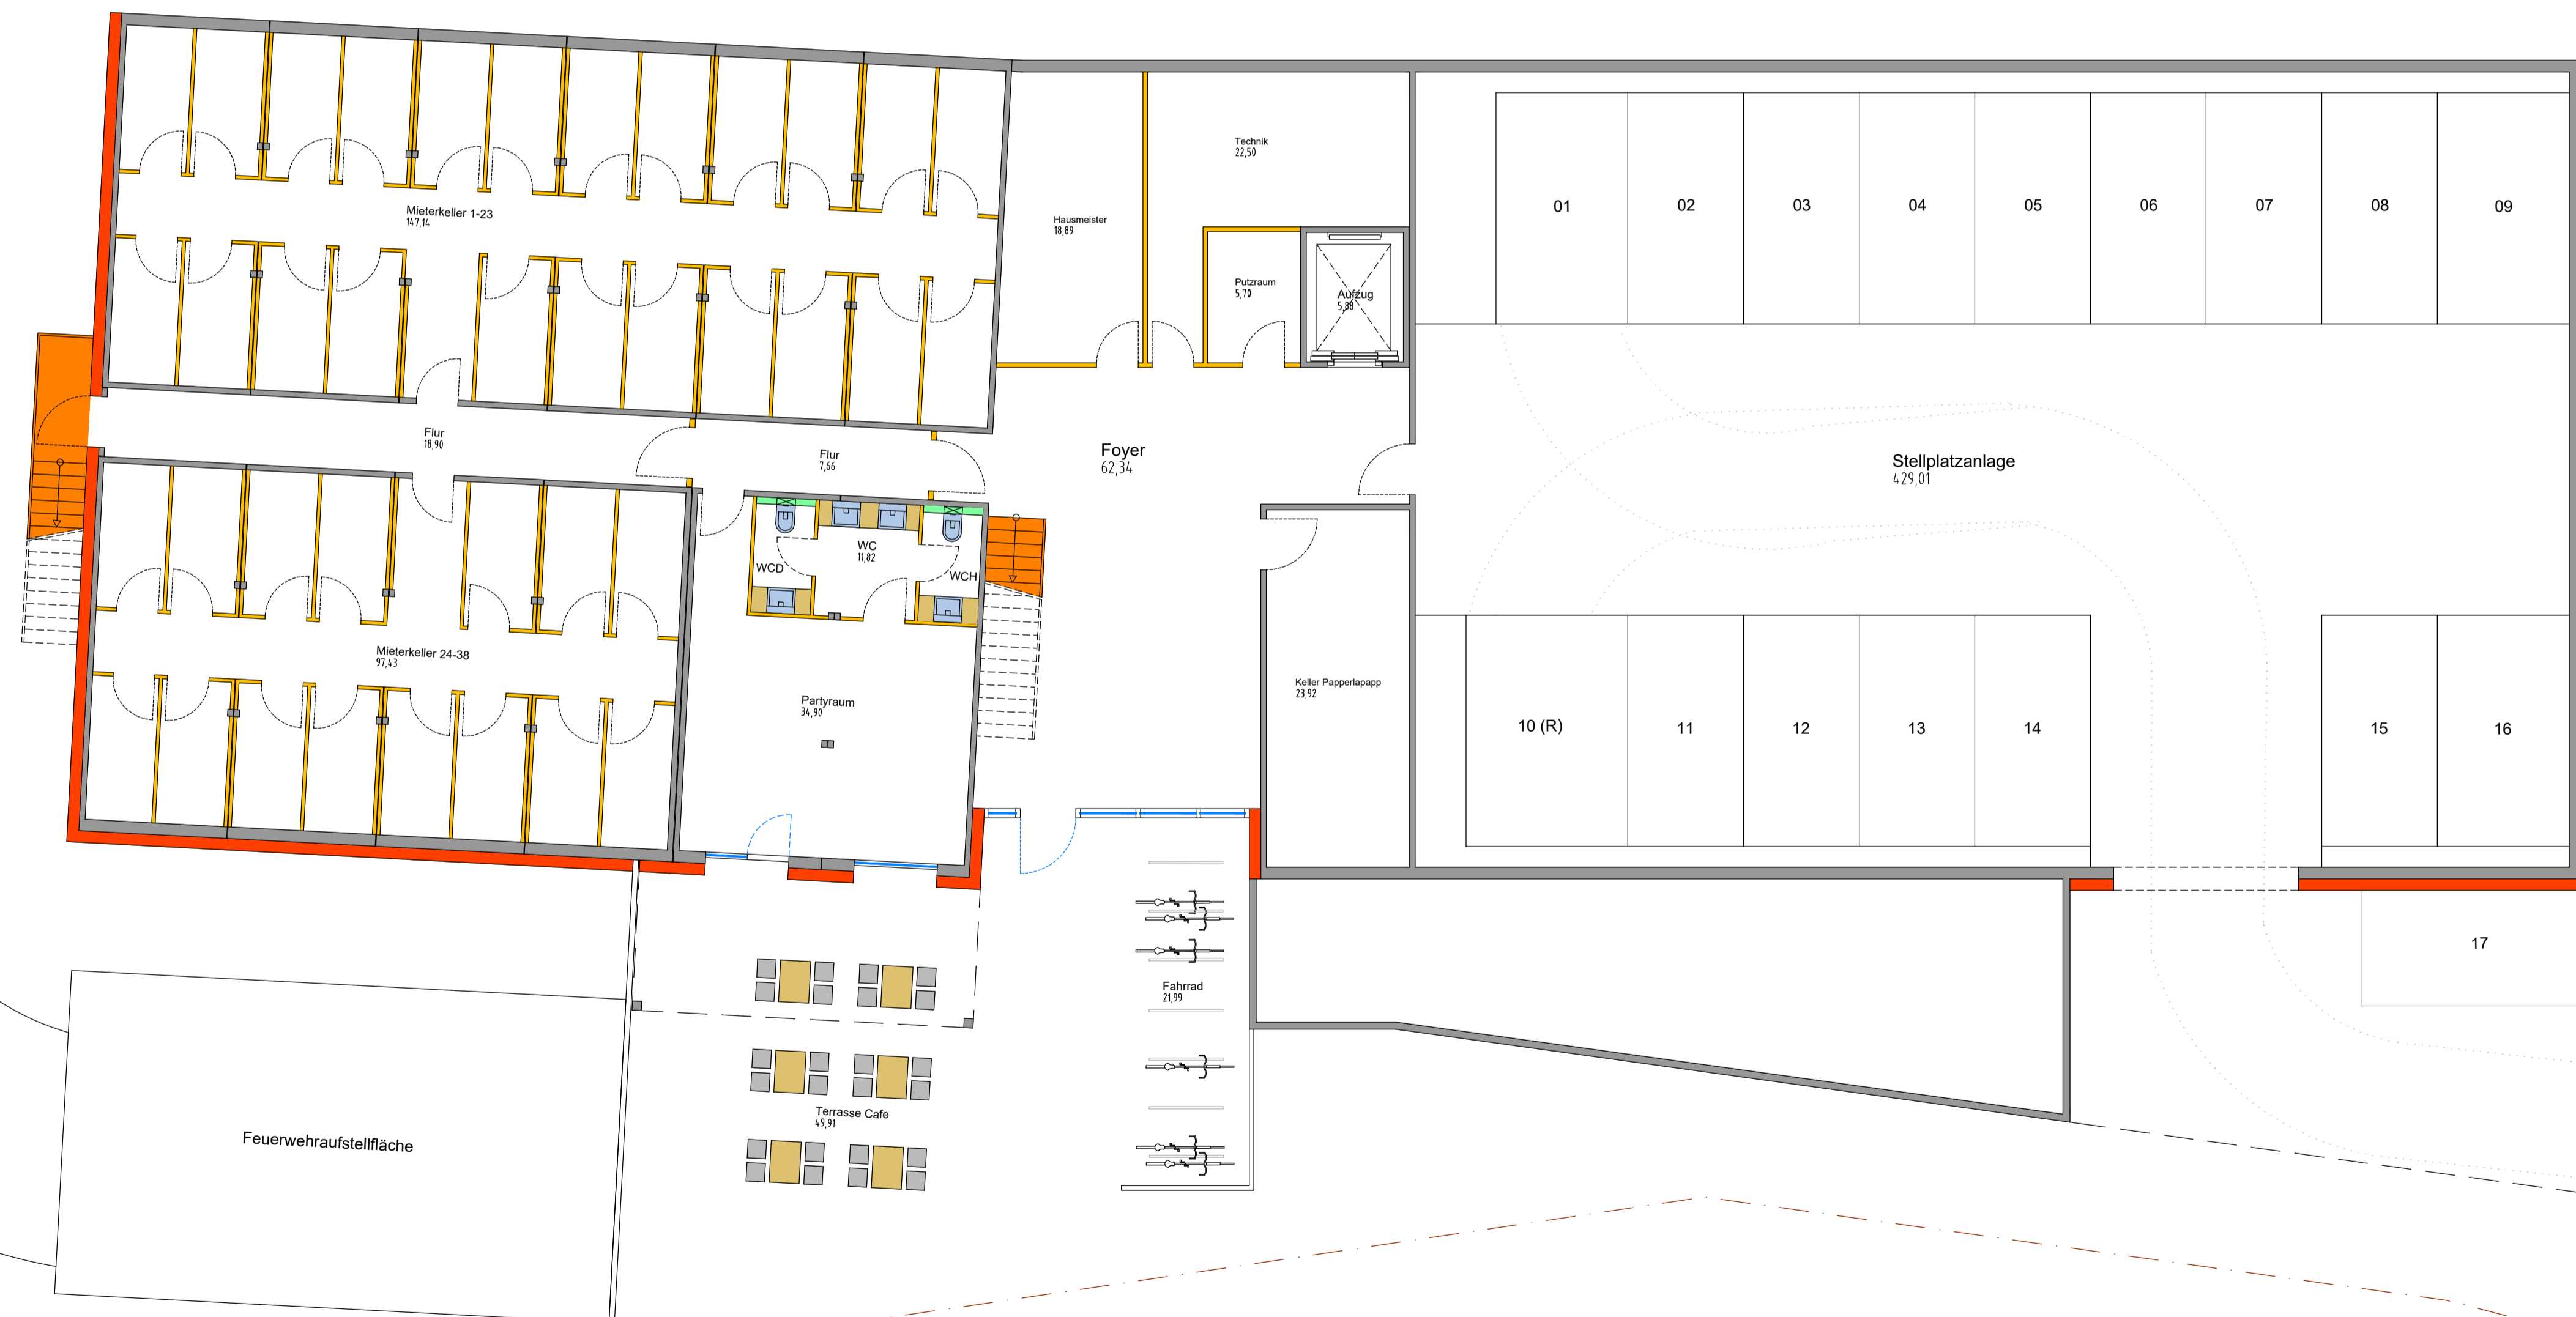 Mieterkeller 1-23
147,14
Hausmeister
18,89
Technik
22,50
Putzraum
5,70
Aufzug
5,88
01
02
03
04
05
06
07
08
09
Flur
18,90
Flur
7,66
Foyer
62,34
Stellplatzanlage
429,01
WCD
WC
11,82
WCH
Mieterkeller 24-38
97,43
Partyraum
34,90
Keller Papperlapapp
23,92
10 (R)
11
12
13
14
15
16
17
Fahrrad
21,99
Terrasse Cafe
49,91
Feuerwehraufstellfläche